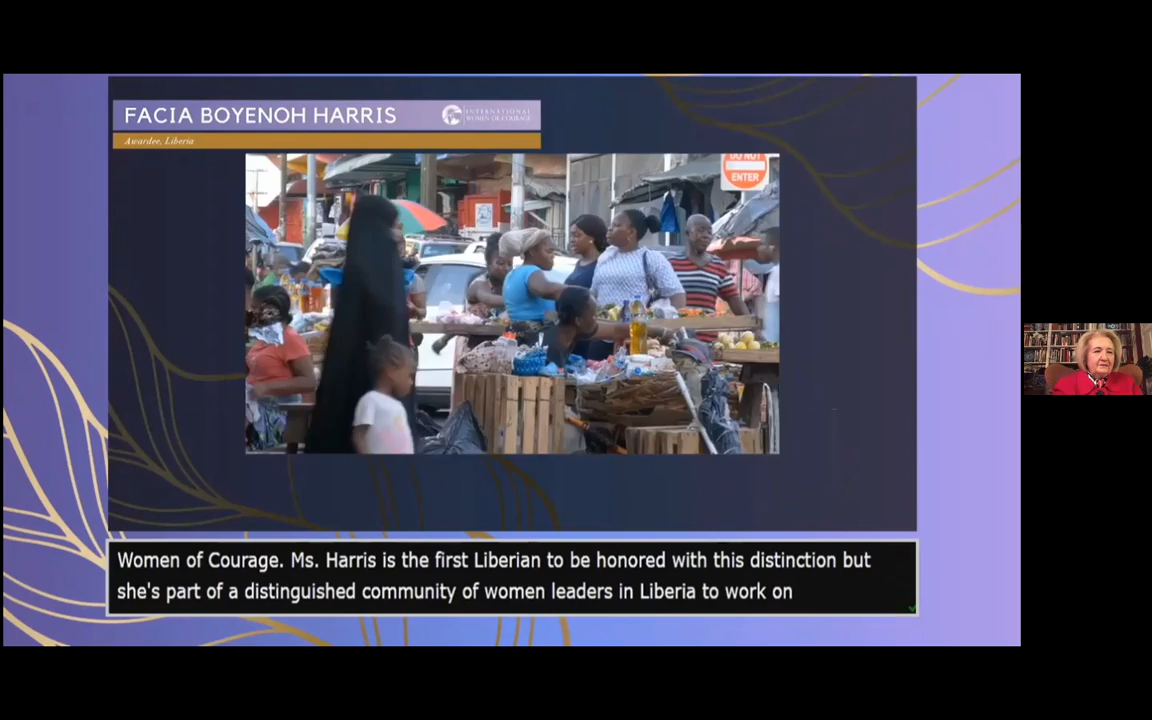 FACIA BOYENOH HARRIS
INTERNATIONAL
WOMEN OF COURAGE
Awardee, Liberia
DO NOT
ENTER
Women of Courage. Ms. Harris is the first Liberian to be honored with this distinction but
she's part of a distinguished community of women leaders in Liberia to work on